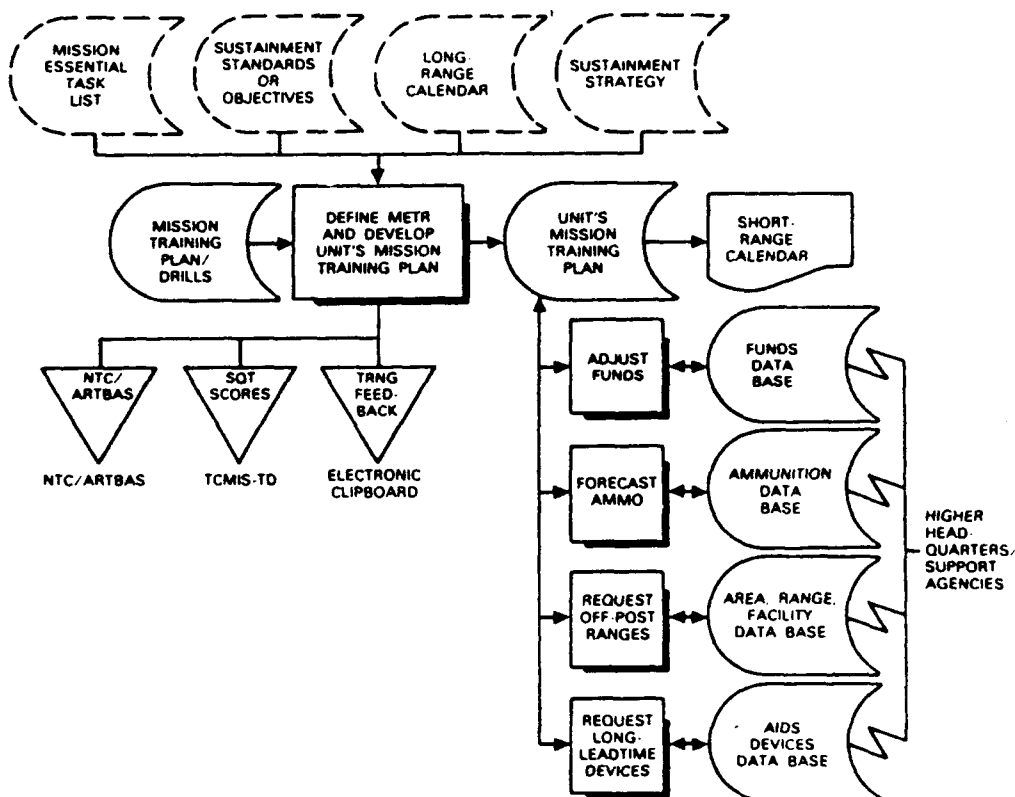 MISSION
ESSENTIAL
TASK
LIST
SUSTAINMENT
STANDARDS
OR
OBJECTIVES
LONG-
RANGE
CALENDAR
SUSTAINMENT
STRATEGY
MISSION
TRAINING
PLAN/
DRILLS
DEFINE METR
AND DEVELOP
UNIT'S MISSION
TRAINING PLAN
UNIT'S
MISSION
TRAINING
PLAN
SHORT-
RANGE
CALENDAR
NTC/
ARTBAS
SQT
SCORES
TRNG
FEED-
BACK
NTC/ARTBAS
TCMIS-TD
ELECTRONIC
CLIPBOARD
ADJUST
FUNDS
FUNDS
DATA
BASE
FORECAST
AMMO
AMMUNITION
DATA
BASE
REQUEST
OFF-POST
RANGES
AREA, RANGE,
FACILITY
DATA BASE
REQUEST
LONG-
LEADTIME
DEVICES
AIDS
DEVICES
DATA BASE
HIGHER
HEAD-
QUARTERS/
SUPPORT
AGENCIES